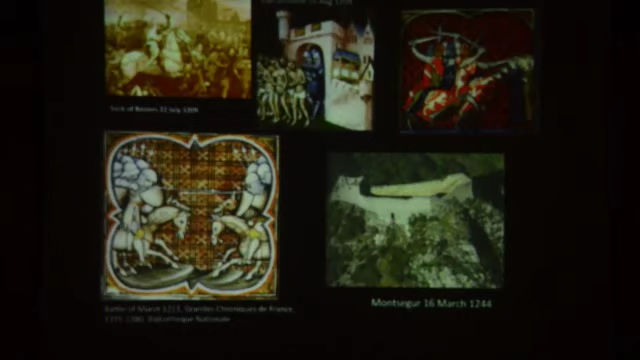 Sack of Beziers 22 July 1209
Battle of Muret 1213, Grandes Chroniques de France,
Bibliotheque Nationale
Montsegur 16 March 1244